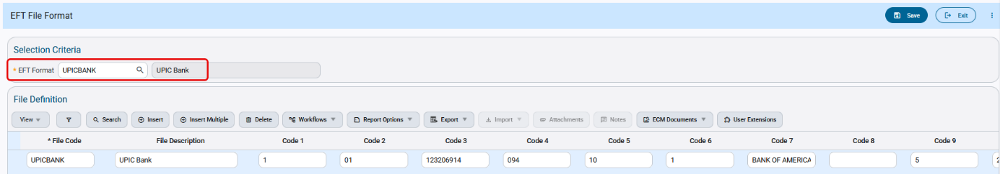 EFT File Format
Save
Exit
Selection Criteria
* EFT Format UPICBANK UPIC Bank
File Definition
View Search Insert Insert Multiple Delete Workflows Report Options Export Import Attachments Notes ECM Documents User Extensions
* File Code File Description Code 1 Code 2 Code 3 Code 4 Code 5 Code 6 Code 7 Code 8 Code 9
UPICBANK UPIC Bank 1 01 123206914 094 10 1 BANK OF AMERICA 5 2